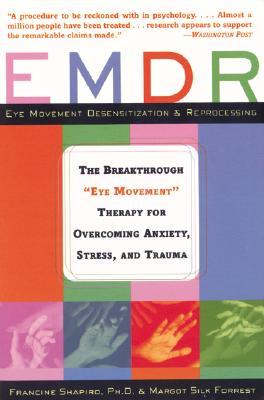 “A procedure to be reckoned with in psychology. . . . Almost a
million people have been treated . . . research appears to support
the remarkable claims made.”
—Washington Post
EMDR
Eye Movement Desensitization & Reprocessing
The Breakthrough
“Eye Movement”
Therapy for
Overcoming Anxiety,
Stress, and Trauma
Francine Shapiro, Ph.D. & Margot Silk Forrest